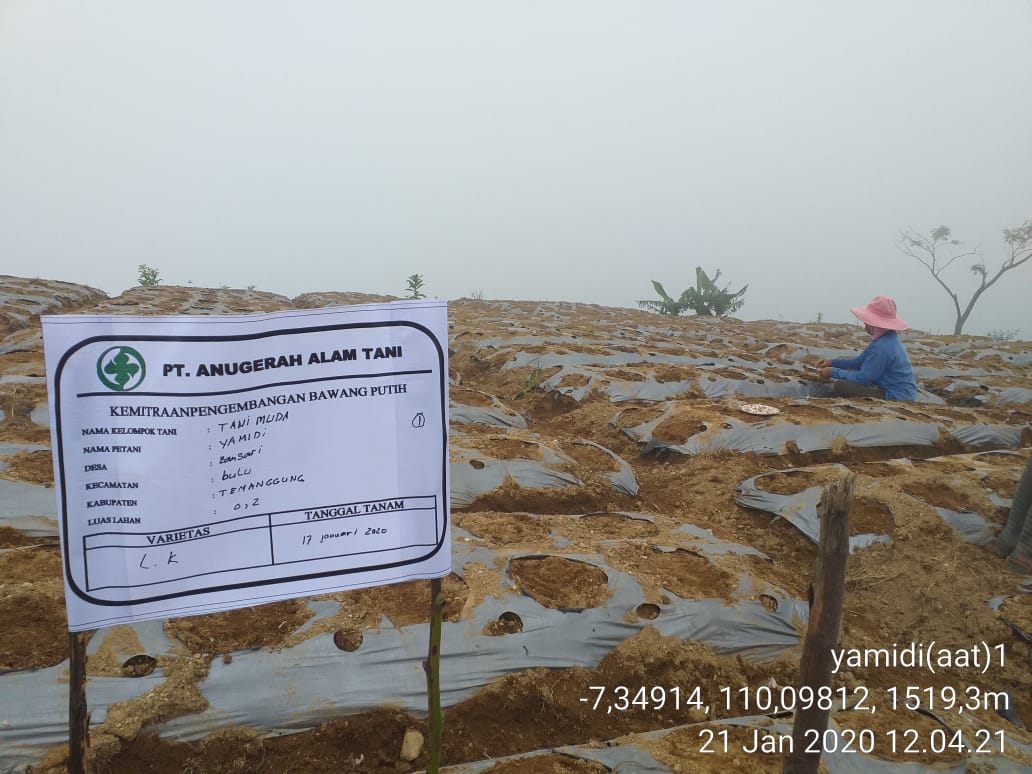 PT. ANUGERAH ALAM TANI
KEMITRAANPENGEMBANGAN BAWANG PUTIH
NAMA KELOMPOK TANI : TANI MUDA
1
NAMA PETANI : YAMIDI
DESA : Bansari
KECAMATAN : bulu
KABUPATEN : TEMANGGUNG
LUAS LAHAN : 0,2
VARIETAS TANGGAL TANAM
L. K 17 januari 2020
yamidi(aat)1
-7,34914, 110,09812, 1519,3m
21 Jan 2020 12.04.21